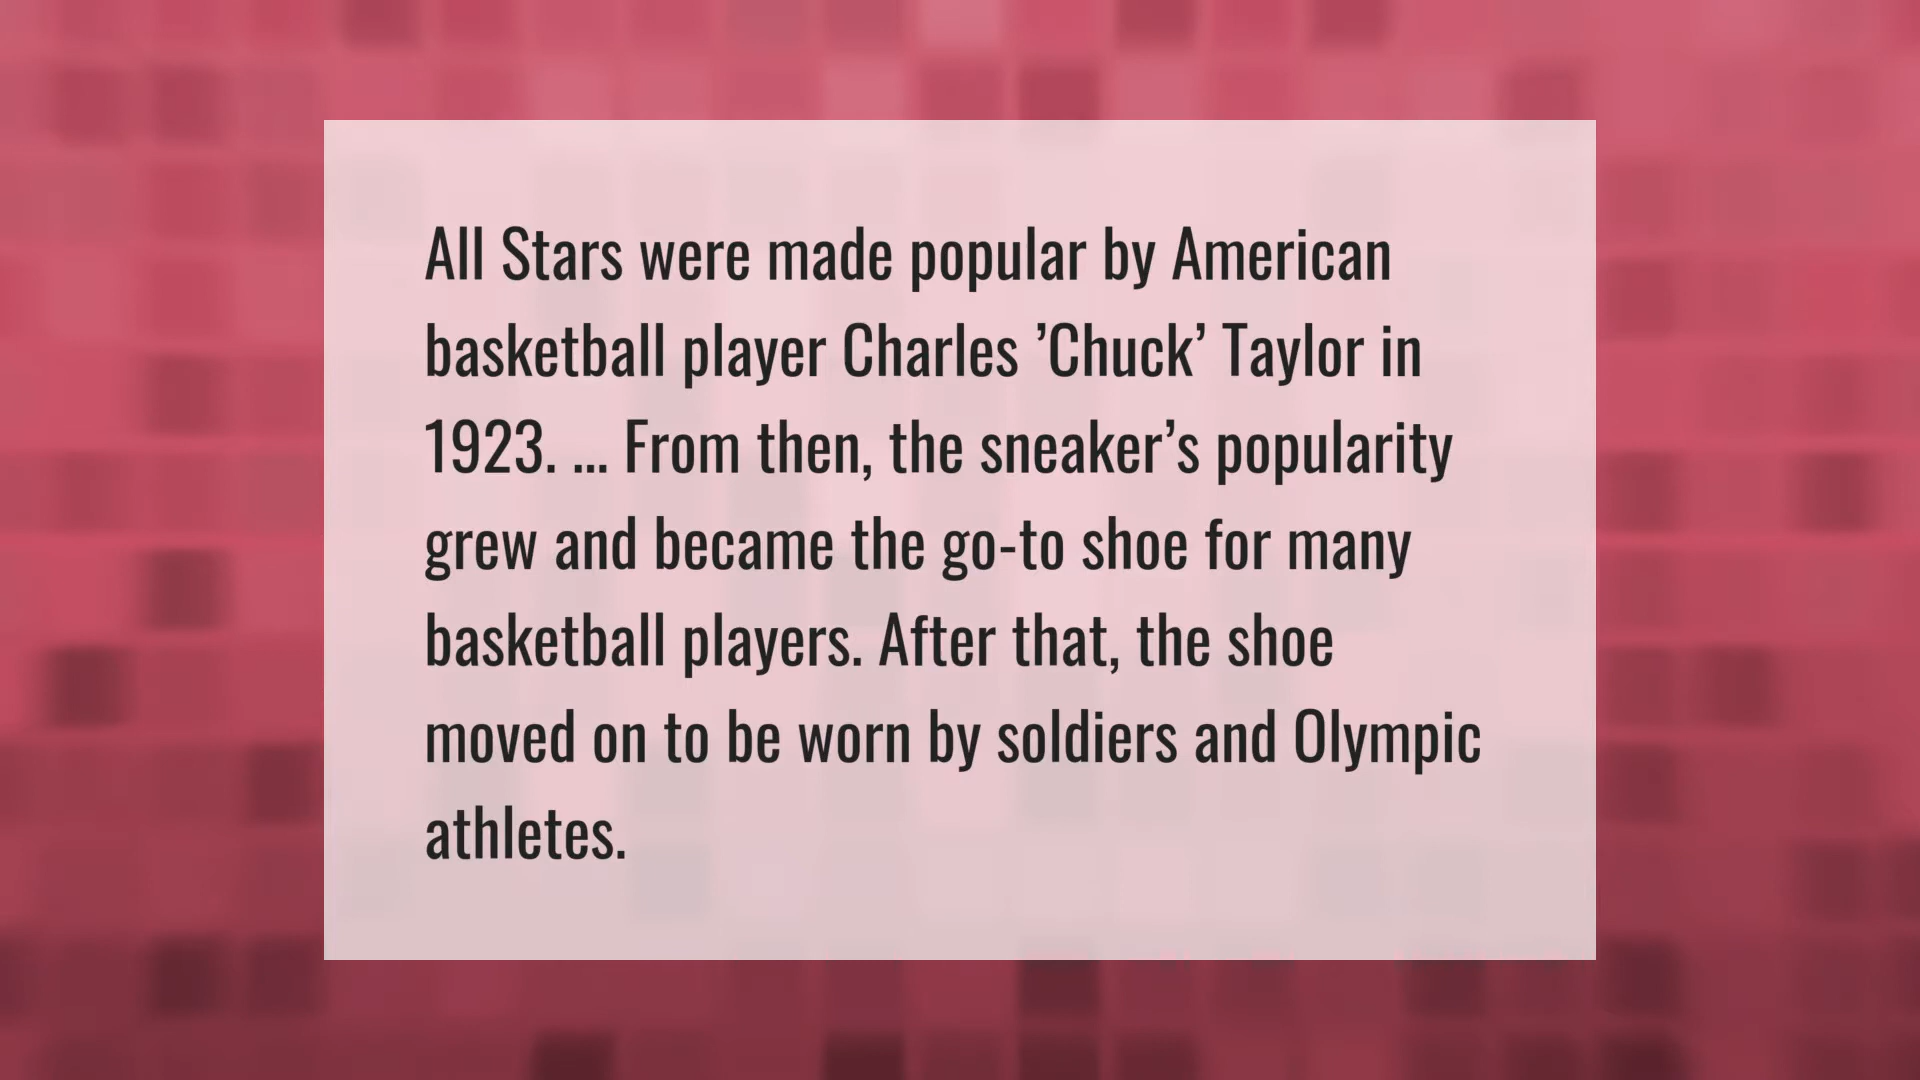 All Stars were made popular by American
basketball player Charles ’Chuck’ Taylor in
1923. ... From then, the sneaker’s popularity
grew and became the go-to shoe for many
basketball players. After that, the shoe
moved on to be worn by soldiers and Olympic
athletes.